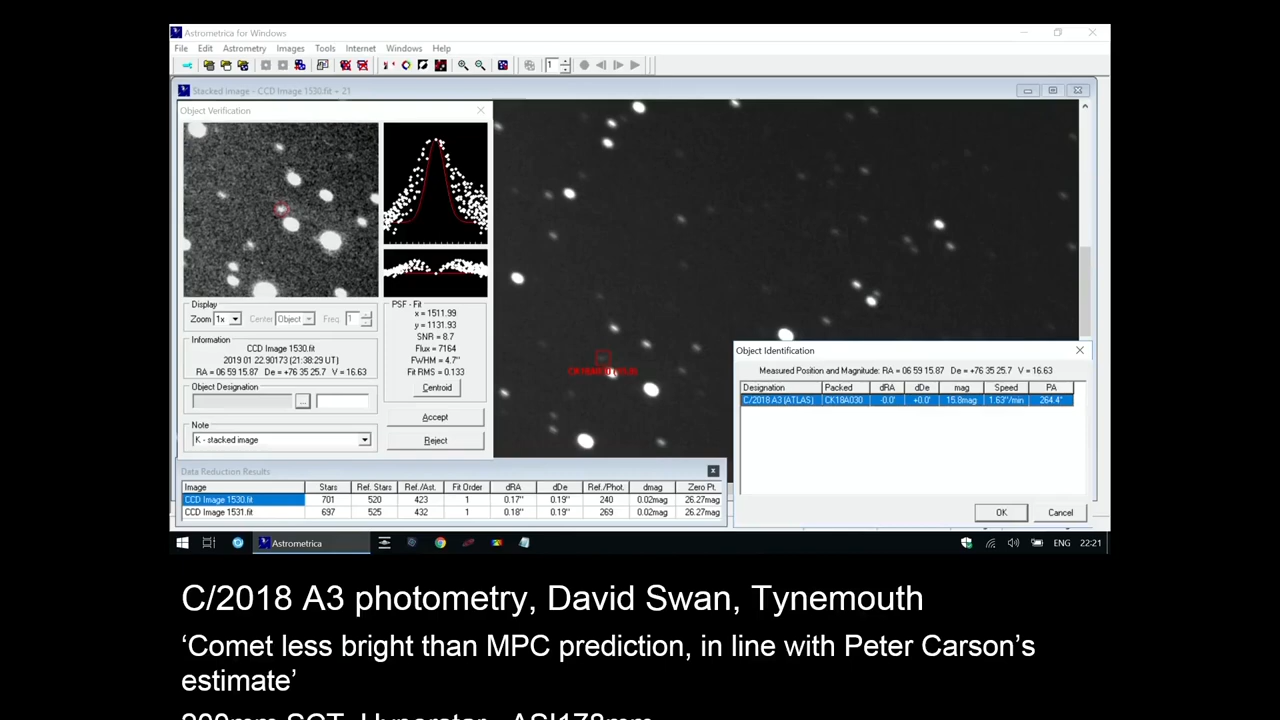 Astrometrica for Windows
File Edit Astrometry Images Tools Internet Windows Help
1
Stacked image - CCD Image 1530.fit + 21
Object Verification
Display
Zoom 1x Center Object Freq. 1
Information
CCD Image 1530.fit
2019 01 22.90173 (21:38:29 UT)
RA = 06 59 15.87 De = +76 35 25.7 V = 16.63
Object Designation
...
Note
K - stacked image
PSF - Fit
x = 1511.99
y = 1131.93
SNR = 8.7
Flux = 7164
FWHM = 4.7"
Fit RMS = 0.133
Centroid
Accept
Reject
Object Identification
Measured Position and Magnitude: RA = 06 59 15.87 De = +76 35 25.7 V = 16.63
Designation Packed dRA dDe mag Speed PA
C/2018 A3 (ATLAS) CK18A030 -0.0' +0.0' 15.8mag 1.63"/min 264.4°
OK Cancel
Data Reduction Results
Image Stars Ref. Stars Ref./Ast. Fit Order dRA dDe Ref./Phot. dmag Zero Pt.
CCD Image 1530.fit 701 520 423 1 0.17" 0.19" 240 0.02mag 26.27mag
CCD Image 1531.fit 697 525 432 1 0.18" 0.19" 269 0.02mag 26.27mag
Astrometrica
ENG 22:21
C/2018 A3 photometry, David Swan, Tynemouth
‘Comet less bright than MPC prediction, in line with Peter Carson’s
estimate’